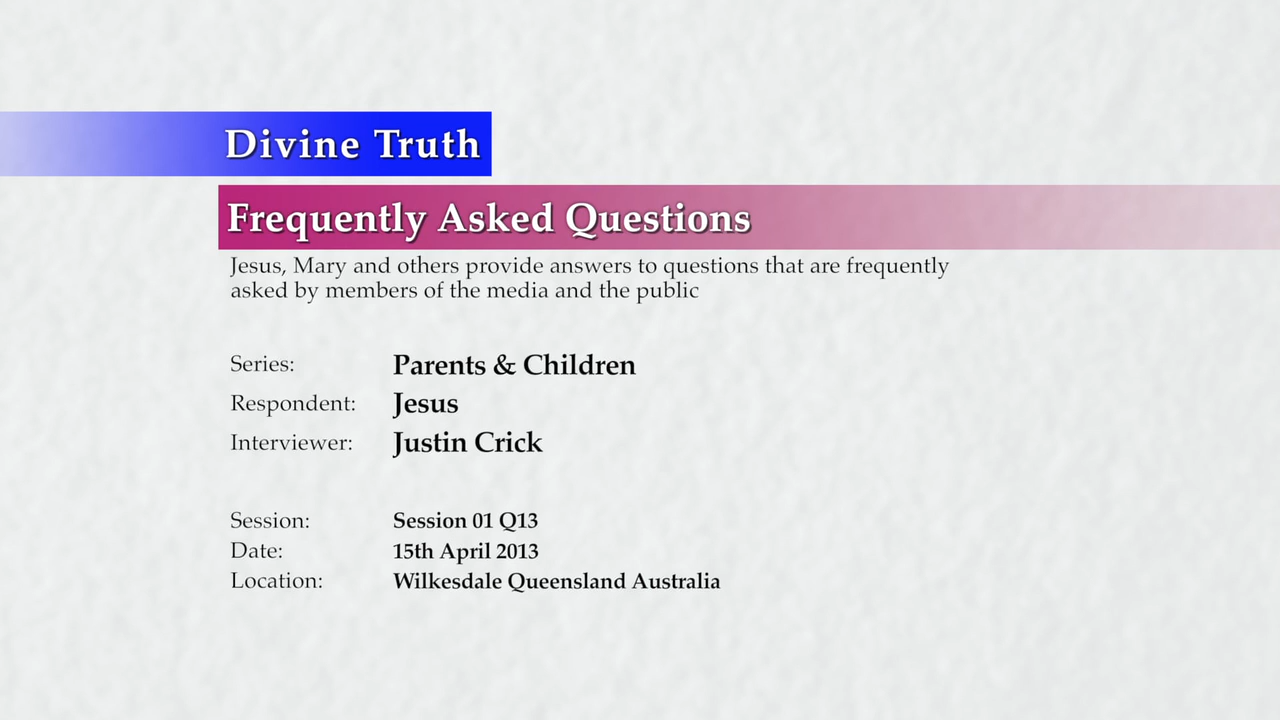 Divine Truth
Frequently Asked Questions
Jesus, Mary and others provide answers to questions that are frequently
asked by members of the media and the public
Series: Parents & Children
Respondent: Jesus
Interviewer: Justin Crick
Session: Session 01 Q13
Date: 15th April 2013
Location: Wilkesdale Queensland Australia